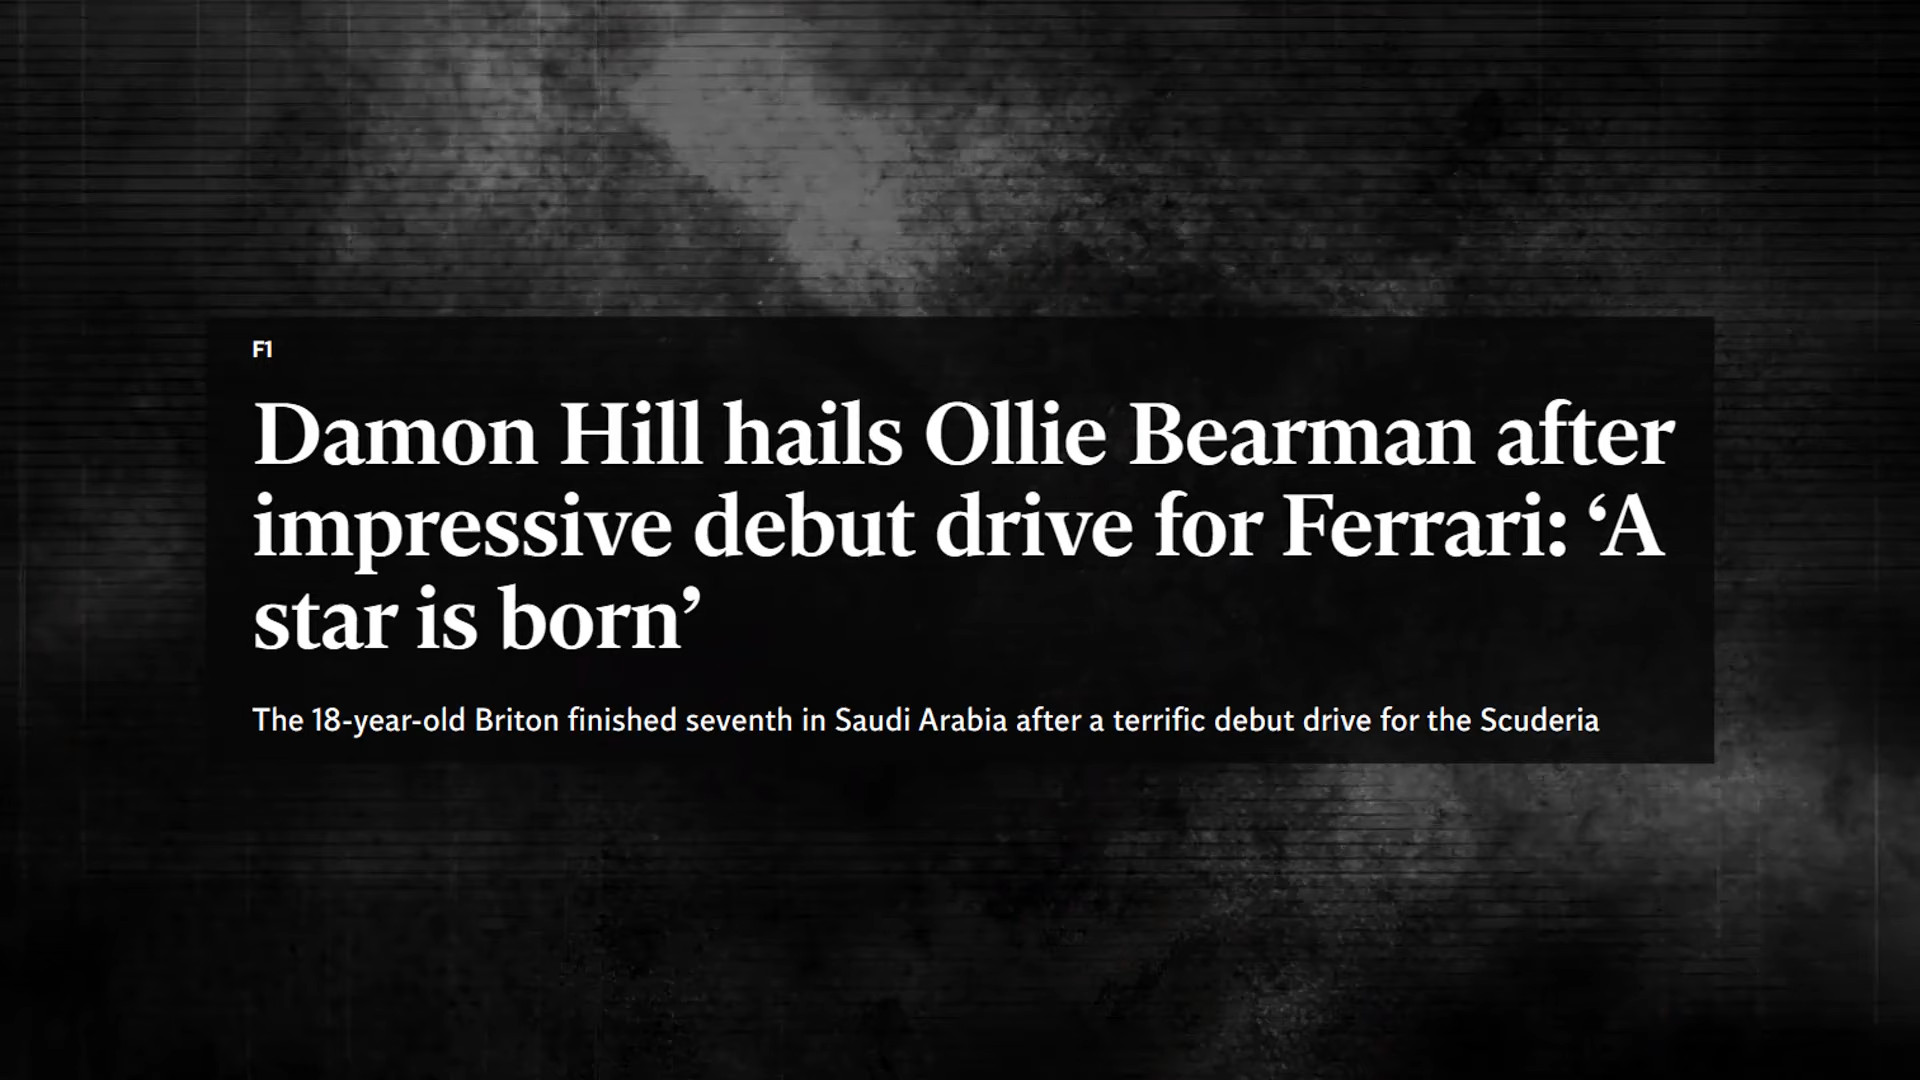 F1
Damon Hill hails Ollie Bearman after
impressive debut drive for Ferrari: ‘A
star is born’
The 18-year-old Briton finished seventh in Saudi Arabia after a terrific debut drive for the Scuderia